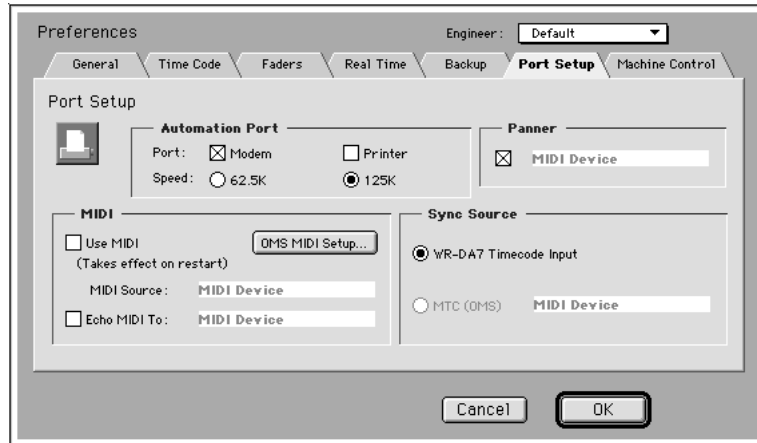 Preferences
Engineer: Default
General Time Code Faders Real Time Backup Port Setup Machine Control
Port Setup
Automation Port
Port: Modem Printer
Speed: 62.5K 125K
Panner
MIDI Device
MIDI
Use MIDI OMS MIDI Setup...
(Takes effect on restart)
MIDI Source: MIDI Device
Echo MIDI To: MIDI Device
Sync Source
WR-DA7 Timecode Input
MTC (OMS) MIDI Device
Cancel OK